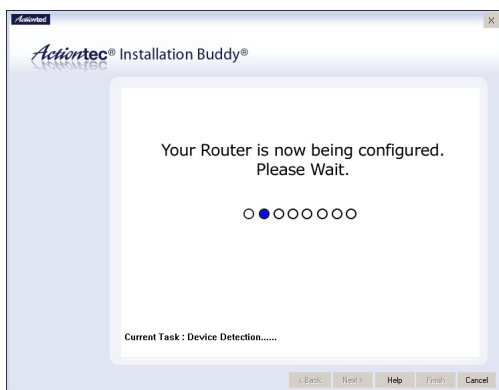 Actiontec
X
Actiontec® Installation Buddy®
Your Router is now being configured.
Please Wait.
Current Task : Device Detection......
< Back Next > Help Finish Cancel